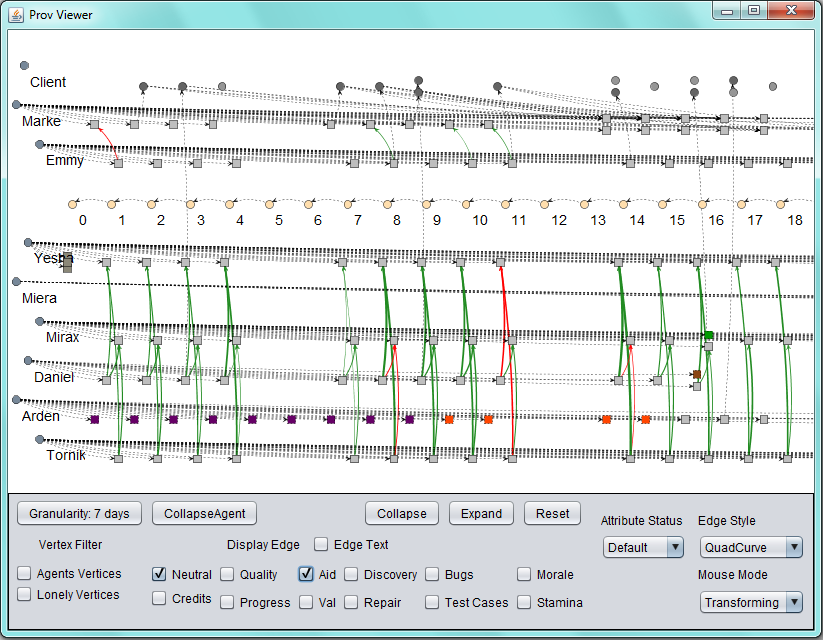 Prov Viewer
Client
Marke
Emmy
0 1 2 3 4 5 6 7 8 9 10 11 12 13 14 15 16 17 18
Miera
Mirax
Daniel
Arden
Tornik
Granularity: 7 days CollapseAgent Collapse Expand Reset
Attribute Status Edge Style
Vertex Filter Display Edge Edge Text
Default QuadCurve
Agents Vertices Neutral Quality Aid Discovery Bugs Morale Mouse Mode
Lonely Vertices Credits Progress Val Repair Test Cases Stamina Transforming